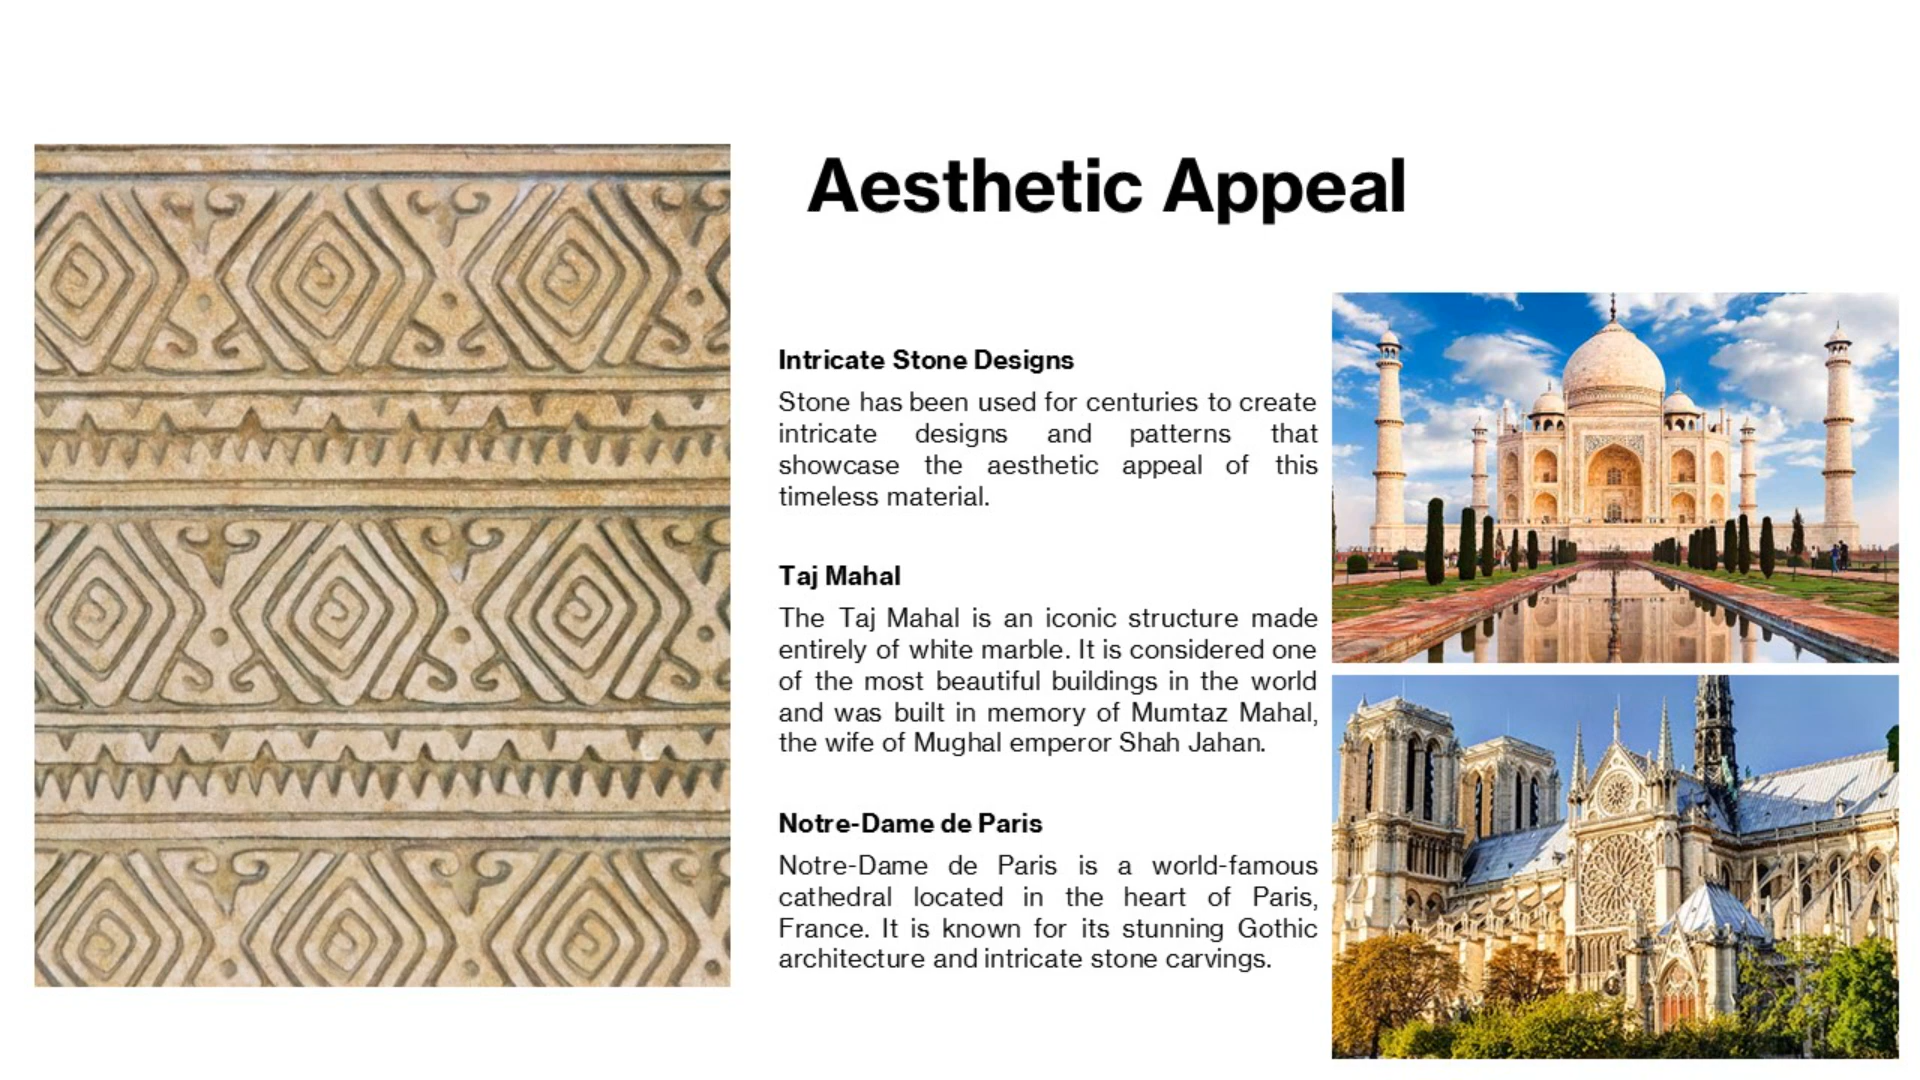 Aesthetic Appeal
Intricate Stone Designs
Stone has been used for centuries to create
intricate designs and patterns that
showcase the aesthetic appeal of this
timeless material.
Taj Mahal
The Taj Mahal is an iconic structure made
entirely of white marble. It is considered one
of the most beautiful buildings in the world
and was built in memory of Mumtaz Mahal,
the wife of Mughal emperor Shah Jahan.
Notre-Dame de Paris
Notre-Dame de Paris is a world-famous
cathedral located in the heart of Paris,
France. It is known for its stunning Gothic
architecture and intricate stone carvings.